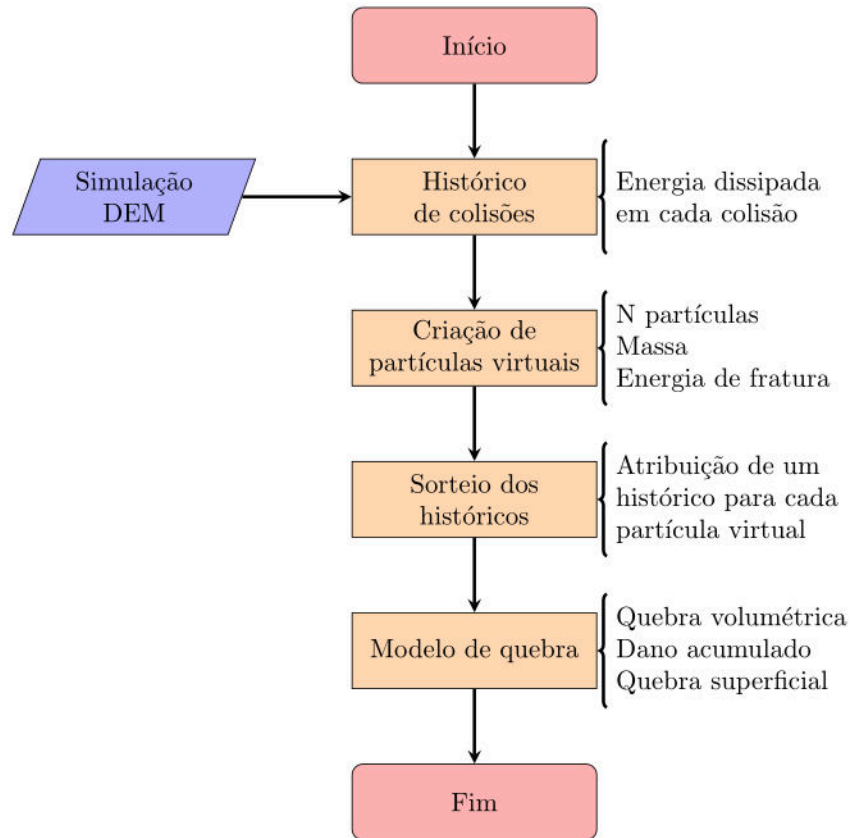 Início
Simulação
DEM
Histórico
de colisões
Energia dissipada
em cada colisão
Criação de
partículas virtuais
N partículas
Massa
Energia de fratura
Sorteio dos
históricos
Atribuição de um
histórico para cada
partícula virtual
Modelo de quebra
Quebra volumétrica
Dano acumulado
Quebra superficial
Fim